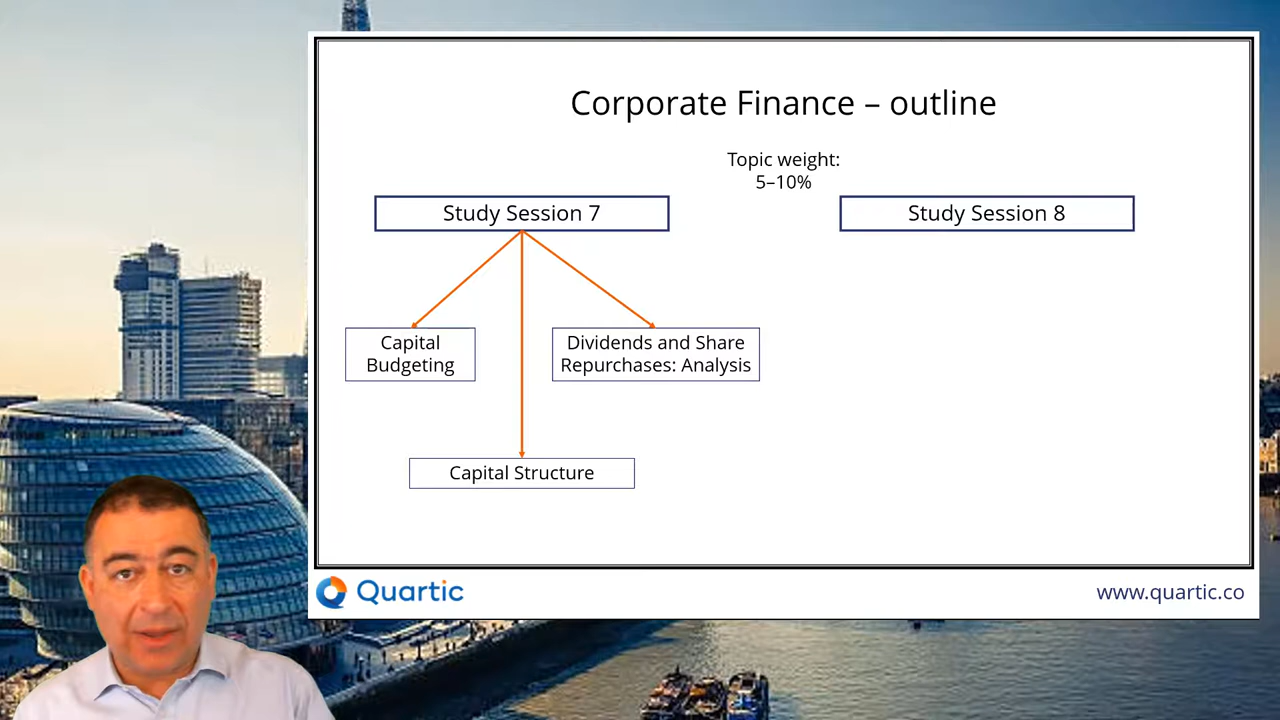 Corporate Finance – outline
Topic weight:
5–10%
Study Session 7
Study Session 8
Capital
Budgeting
Dividends and Share
Repurchases: Analysis
Capital Structure
Quartic
www.quartic.co